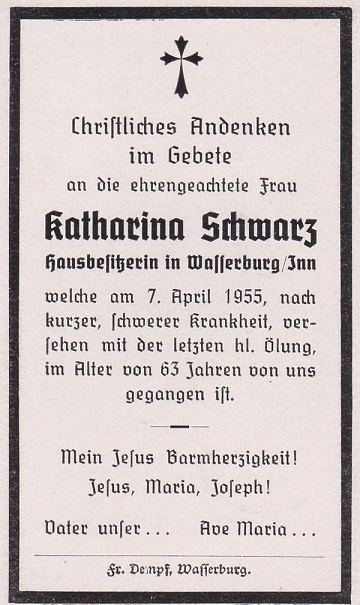 Chriſtliches Andenken
im Gebete
an die ehrengeachtete Frau
Katharina Schwarz
Hausbeſitzerin in Waſſerburg/Inn
welche am 7. April 1955, nach
kurzer, ſchwerer Krankheit, ver-
ſehen mit der letzten hl. Ölung,
im Alter von 63 Jahren von uns
gegangen iſt.
Mein Jeſus Barmherzigkeit!
Jeſus, Maria, Joſeph!
Vater unſer... Ave Maria...
Fr. Dempf, Waſſerburg.